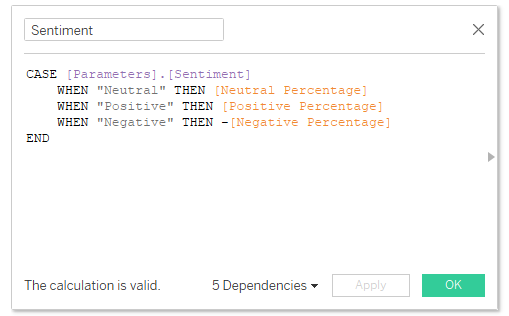 Sentiment
CASE [Parameters].[Sentiment]
WHEN "Neutral" THEN [Neutral Percentage]
WHEN "Positive" THEN [Positive Percentage]
WHEN "Negative" THEN -[Negative Percentage]
END
The calculation is valid.
5 Dependencies
Apply
OK